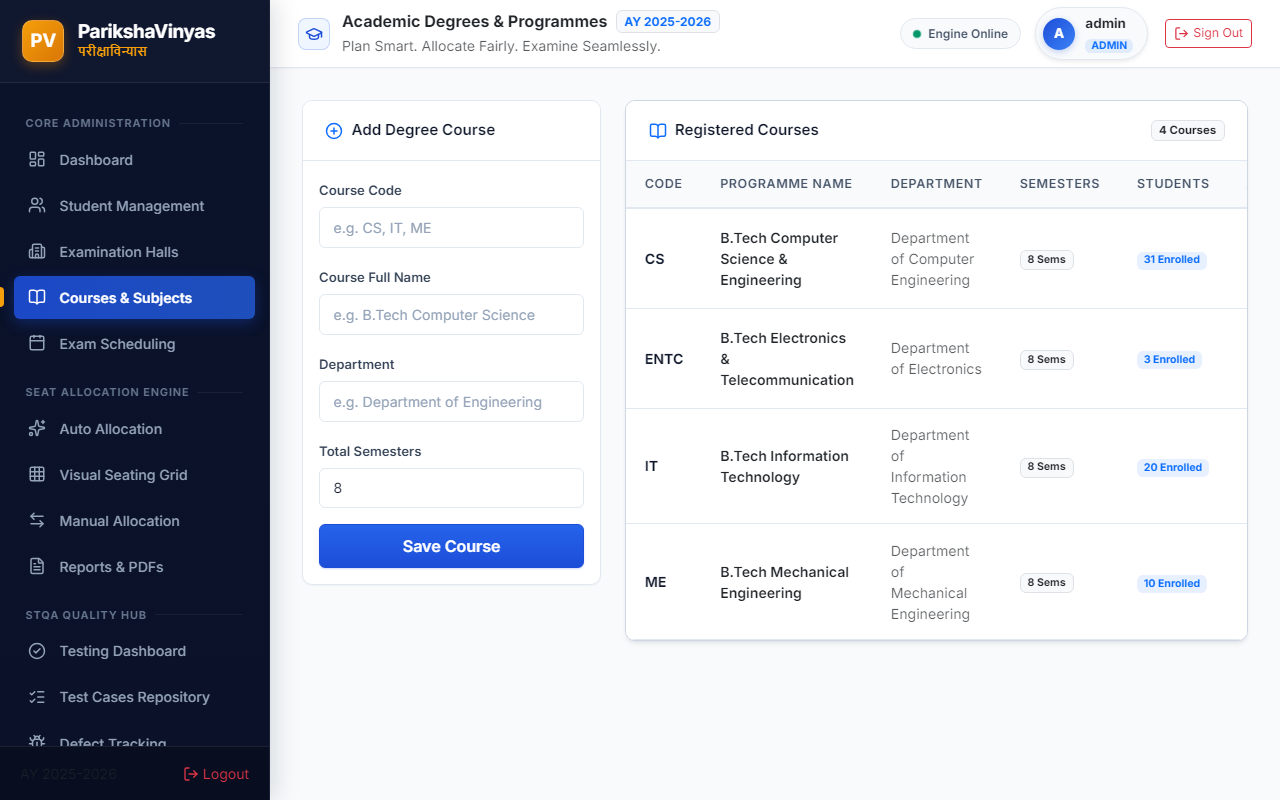 PV
ParikshaVinyas
परीक्षाविन्यास
CORE ADMINISTRATION
Dashboard
Student Management
Examination Halls
Courses & Subjects
Exam Scheduling
SEAT ALLOCATION ENGINE
Auto Allocation
Visual Seating Grid
Manual Allocation
Reports & PDFs
STQA QUALITY HUB
Testing Dashboard
Test Cases Repository
Defect Tracking
AY 2025-2026
Logout
Academic Degrees & Programmes
AY 2025-2026
Plan Smart. Allocate Fairly. Examine Seamlessly.
Engine Online
A
admin
ADMIN
Sign Out
Add Degree Course
Course Code
e.g. CS, IT, ME
Course Full Name
e.g. B.Tech Computer Science
Department
e.g. Department of Engineering
Total Semesters
8
Save Course
Registered Courses
4 Courses
CODE PROGRAMME NAME DEPARTMENT SEMESTERS STUDENTS
CS
B.Tech Computer
Science &
Engineering
Department
of Computer
Engineering
8 Sems
31 Enrolled
ENTC
B.Tech Electronics
&
Telecommunication
Department
of Electronics
8 Sems
3 Enrolled
IT
B.Tech Information
Technology
Department
of
Information
Technology
8 Sems
20 Enrolled
ME
B.Tech Mechanical
Engineering
Department
of
Mechanical
Engineering
8 Sems
10 Enrolled